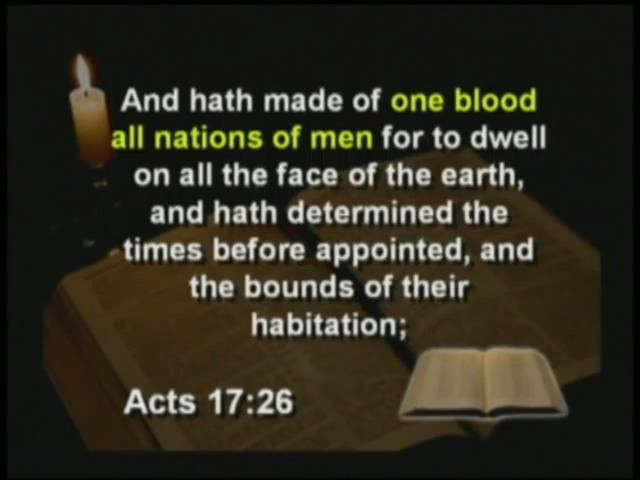 And hath made of one blood
all nations of men for to dwell
on all the face of the earth,
and hath determined the
times before appointed, and
the bounds of their
habitation;
Acts 17:26